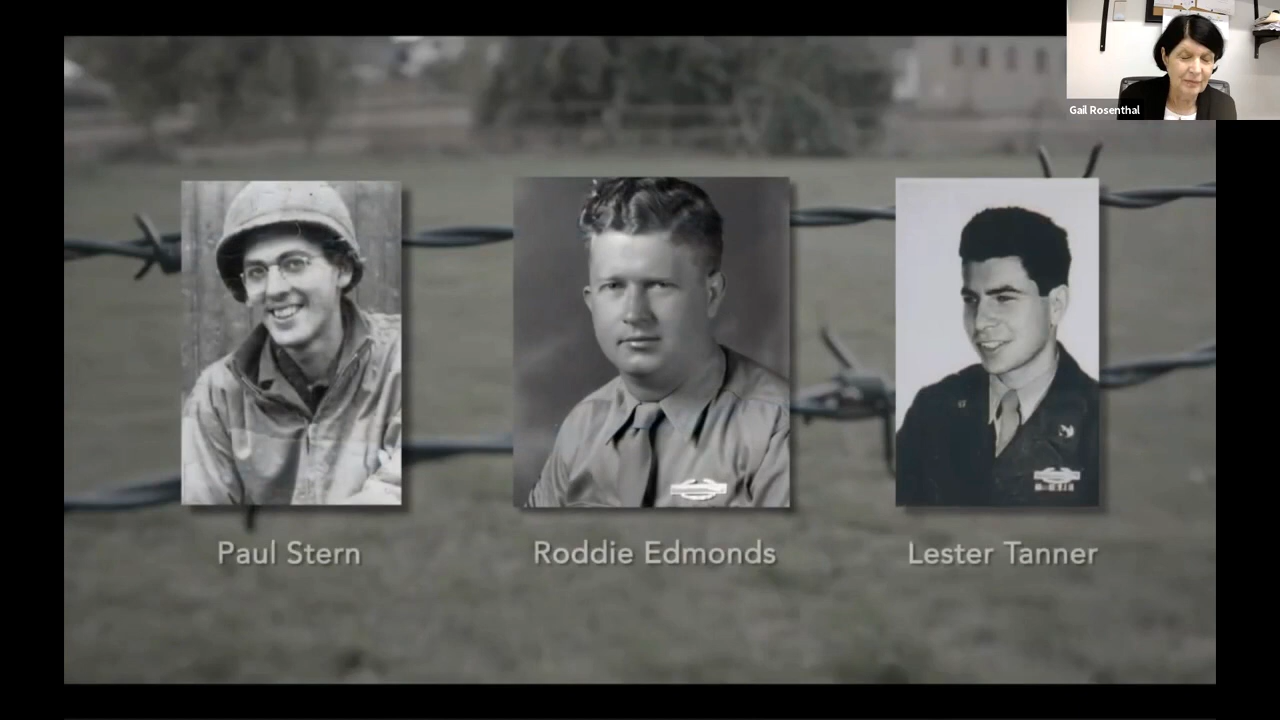 Gail Rosenthal
Paul Stern
Roddie Edmonds
Lester Tanner